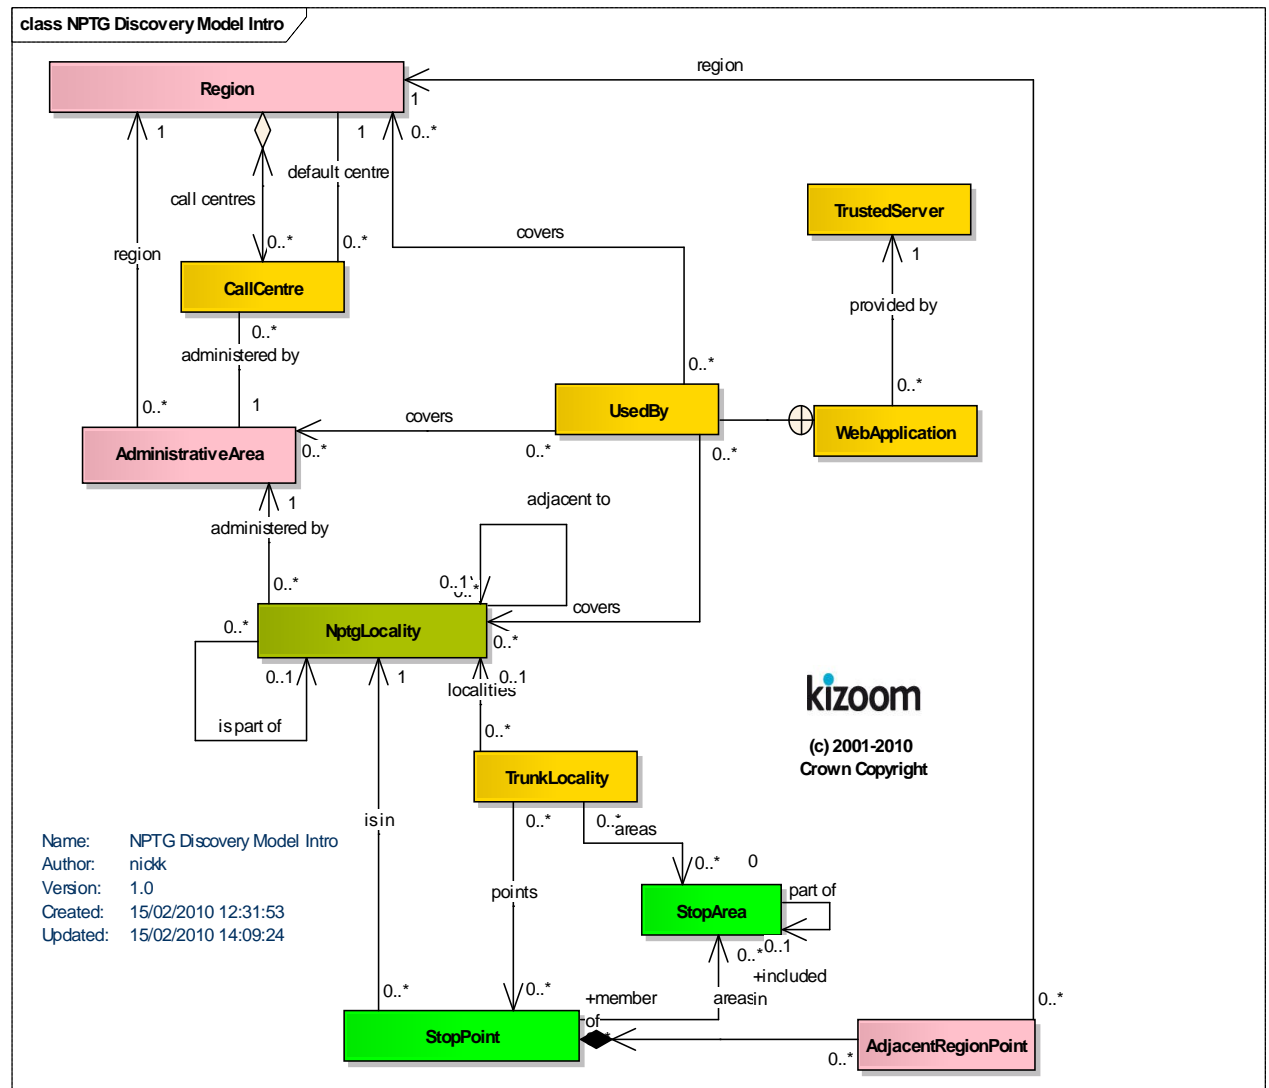 class NPTG Discovery Model Intro
region
Region
1
1
1
0..*
default centre
call centres
TrustedServer
covers
0..*
0..*
region
1
CallCentre
provided by
0..*
administered by
0..*
0..*
UsedBy
0..*
1
covers
WebApplication
AdministrativeArea
0..*
0..*
0..*
1
adjacent to
administered by
0..*
0..1
0..*
covers
NptgLocality
0..*
0..*
0..1
1
0..1
localities
is part of
0..*
kizoom
(c) 2001-2010
Crown Copyright
TrunkLocality
is in
0..*
0..*
areas
Name: NPTG Discovery Model Intro
Author: nickk
Version: 1.0
Created: 15/02/2010 12:31:53
Updated: 15/02/2010 14:09:24
0..*
0
points
part of
StopArea
0..*
0..1
+included
in
0..*
0..*
+member
of
areas
0..*
StopPoint
AdjacentRegionPoint
0..*